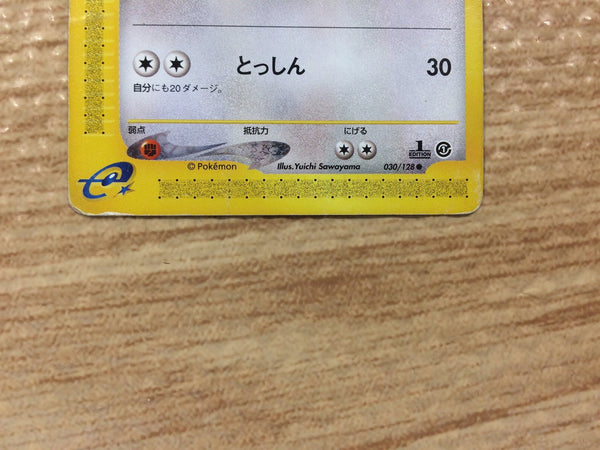 とっしん 30
自分にも20ダメージ。
弱点 抵抗力 にげる
1
EDITION
© Pokémon Illus. Yuichi Sawayama 030/128 ●